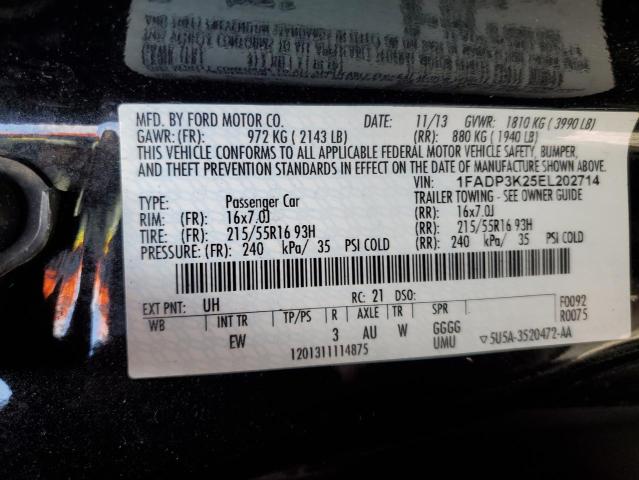 MFD. BY FORD MOTOR CO. DATE: 11/13 GVWR: 1810 KG ( 3990 LB)
GAWR: (FR): 972 KG ( 2143 LB) (RR): 880 KG ( 1940 LB)
THIS VEHICLE CONFORMS TO ALL APPLICABLE FEDERAL MOTOR VEHICLE SAFETY, BUMPER,
AND THEFT PREVENTION STANDARDS IN EFFECT ON THE DATE OF MANUFACTURE SHOWN ABOVE.
VIN: 1FADP3K25EL202714
TYPE: Passenger Car TRAILER TOWING - SEE OWNER GUIDE
RIM: (FR): 16x7.0J (RR): 16x7.0J
TIRE: (FR): 215/55R16 93H (RR): 215/55R16 93H
PRESSURE: (FR): 240 kPa/ 35 PSI COLD (RR): 240 kPa/ 35 PSI COLD
EXT PNT: UH RC: 21 DSO: F0092
WB INT TR TP/PS R AXLE TR SPR R0075
EW 3 AU W GGGG
UMU
1201311114875 ▽5U5A-3520472-AA